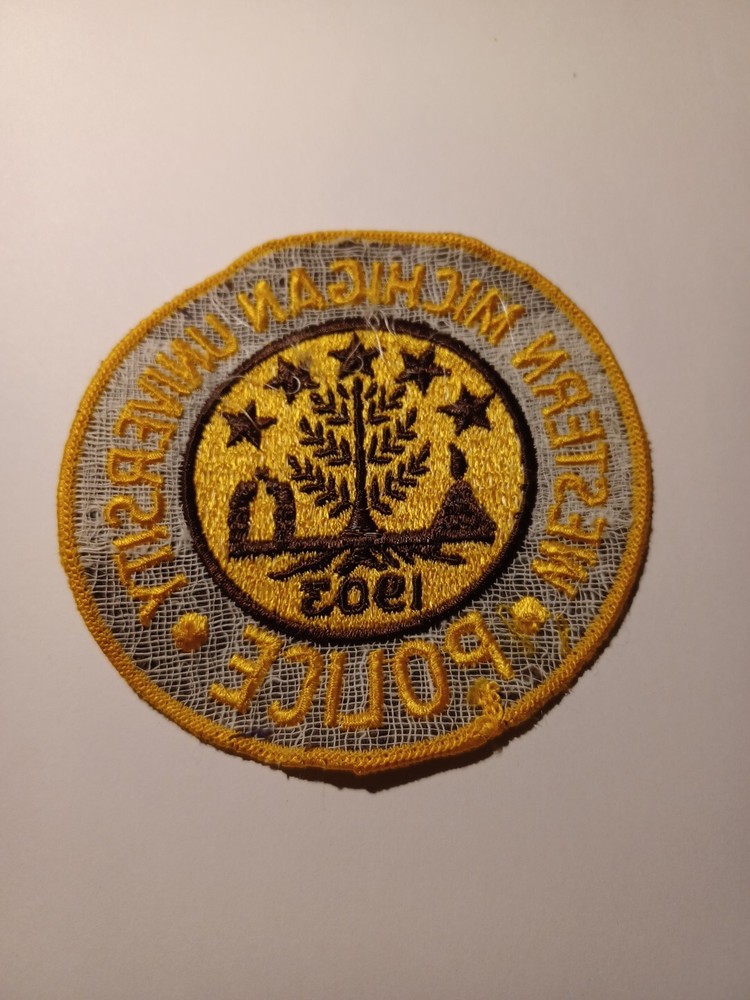 WESTERN MICHIGAN UNIVERSITY
1903
• POLICE •